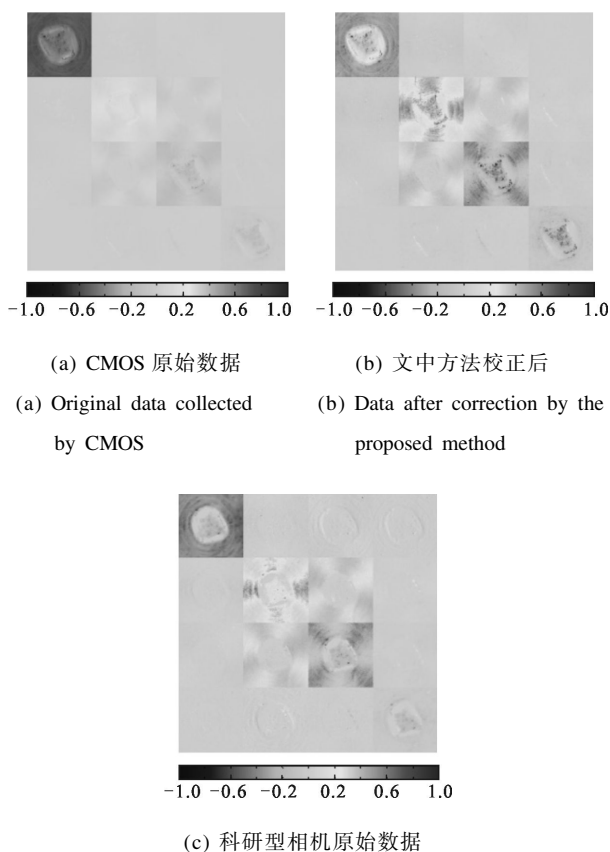 −1.0 −0.6 −0.2 0.2 0.6 1.0
−1.0 −0.6 −0.2 0.2 0.6 1.0
(a) CMOS 原始数据
(b) 文中方法校正后
(a) Original data collected
by CMOS
(b) Data after correction by the
proposed method
−1.0 −0.6 −0.2 0.2 0.6 1.0
(c) 科研型相机原始数据